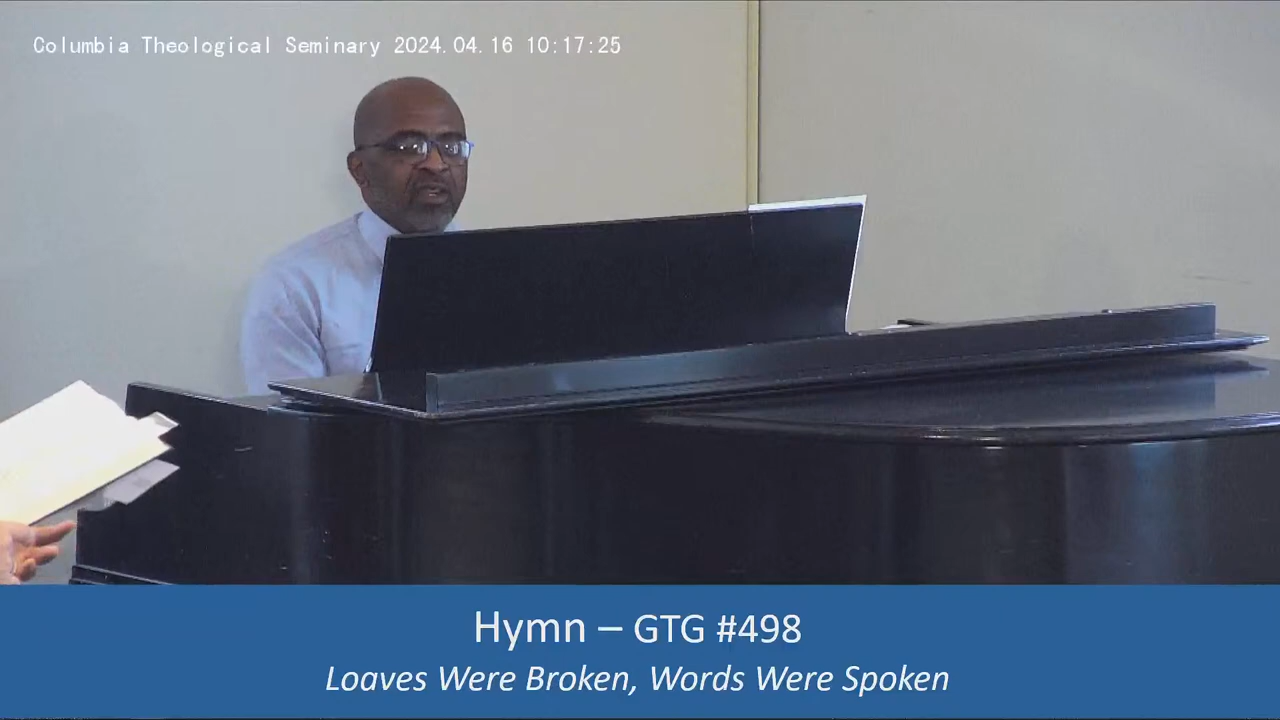 Columbia Theological Seminary 2024.04.16 10:17:25
Hymn – GTG #498
Loaves Were Broken, Words Were Spoken